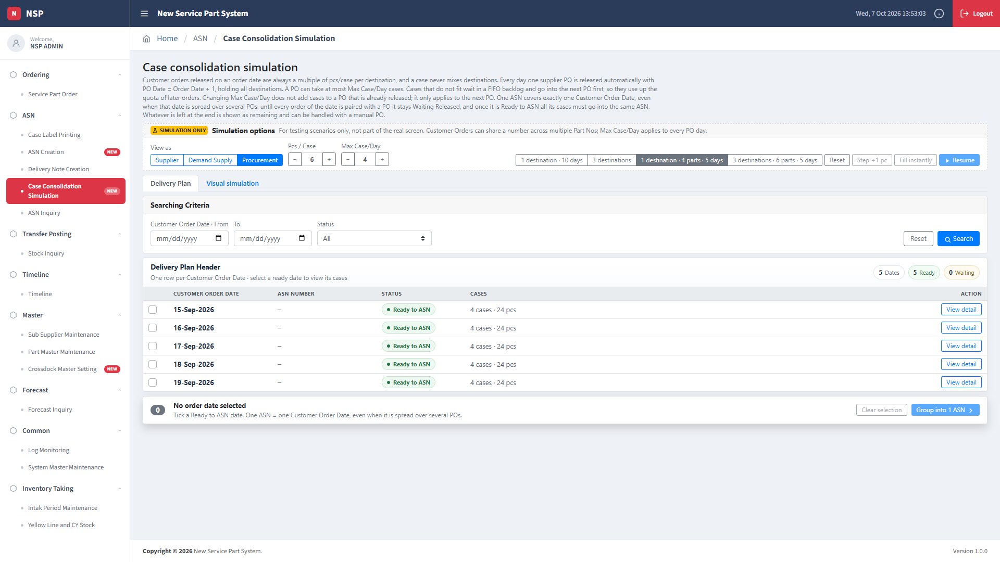 N NSP
New Service Part System
Wed, 7 Oct 2026 13:53:03
Logout
Welcome,
NSP ADMIN
Home / ASN / Case Consolidation Simulation
Ordering
Service Part Order
ASN
Case Label Printing
ASN Creation NEW
Delivery Note Creation
Case Consolidation
Simulation NEW
ASN Inquiry
Transfer Posting
Stock Inquiry
Timeline
Timeline
Master
Sub Supplier Maintenance
Part Master Maintenance
Crossdock Master Setting NEW
Forecast
Forecast Inquiry
Common
Log Monitoring
System Master Maintenance
Inventory Taking
Intak Period Maintenance
Yellow Line and CY Stock
Case consolidation simulation
Customer orders released on an order date are always a multiple of pcs/case per destination, and a case never mixes destinations. Every day one supplier PO is released automatically with
PO Date = Order Date + 1, holding all destinations. A PO can take at most Max Case/Day cases. Cases that do not fit wait in a FIFO backlog and go into the next PO first, so they use up the
quota of later orders. Changing Max Case/Day does not add cases to a PO that is already released; it only applies to the next PO. One ASN covers exactly one Customer Order Date, even
when that date is spread over several POs: until every order of the date is paired with a PO it stays Waiting Released, and once it is Ready to ASN all its cases must go into the same ASN.
Whatever is left at the end is shown as remaining and can be handled with a manual PO.
SIMULATION ONLY Simulation options For testing scenarios only, not part of the real screen. Customer Orders can share a number across multiple Part Nos; Max Case/Day applies to every PO day.
View as
Supplier Demand Supply Procurement
Pcs / Case
− 6 +
Max Case/Day
− 4 +
1 destination · 10 days 3 destinations 1 destination · 4 parts · 5 days 3 destinations · 6 parts · 5 days Reset Step +1 pc Fill instantly Resume
Delivery Plan Visual simulation
Searching Criteria
Customer Order Date · From To Status
mm/dd/yyyy mm/dd/yyyy All
Reset Search
Delivery Plan Header
One row per Customer Order Date · select a ready date to view its cases
5 Dates 5 Ready 0 Waiting
CUSTOMER ORDER DATE ASN NUMBER STATUS CASES ACTION
15-Sep-2026 – Ready to ASN 4 cases · 24 pcs View detail
16-Sep-2026 – Ready to ASN 4 cases · 24 pcs View detail
17-Sep-2026 – Ready to ASN 4 cases · 24 pcs View detail
18-Sep-2026 – Ready to ASN 4 cases · 24 pcs View detail
19-Sep-2026 – Ready to ASN 4 cases · 24 pcs View detail
0 No order date selected
Tick a Ready to ASN date. One ASN = one Customer Order Date, even when it is spread over several POs.
Clear selection Group into 1 ASN
Copyright © 2026 New Service Part System.
Version 1.0.0